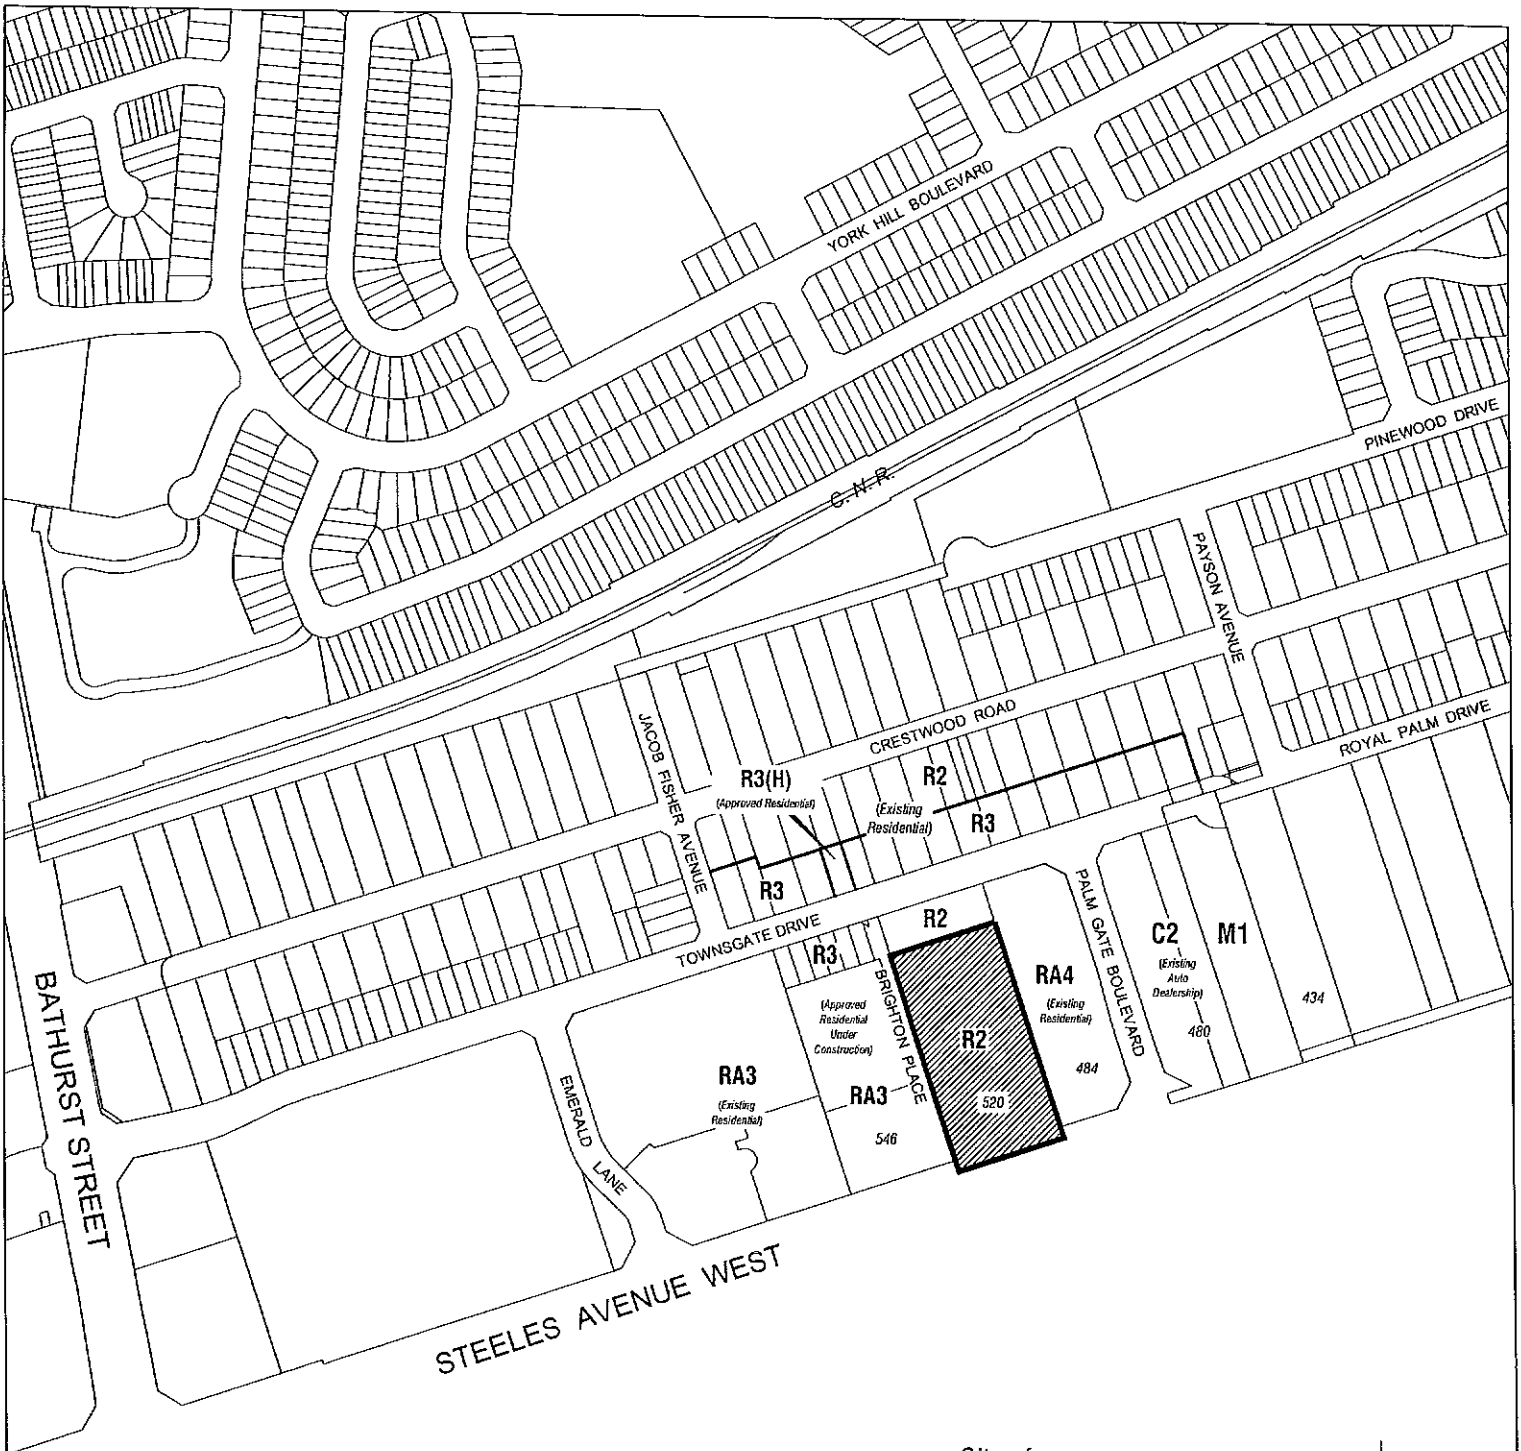 YORK HILL BOULEVARD
PINEWOOD DRIVE
C. N. R.
PAYSON AVENUE
JACOB FISHER AVENUE
CRESTWOOD ROAD
ROYAL PALM DRIVE
R3(H)
(Approved Residential)
R2
(Existing
Residential)
R3
R3
TOWNSGATE DRIVE
PALM GATE BOULEVARD
R2
R3
BRIGHTON PLACE
C2
(Existing
Auto
Dealership)
480
M1
434
RA4
(Existing
Residential)
484
(Approved
Residential
Under
Construction)
R2
520
RA3
(Existing
Residential)
RA3
546
BATHURST STREET
EMERALD
LANE
STEELES AVENUE WEST